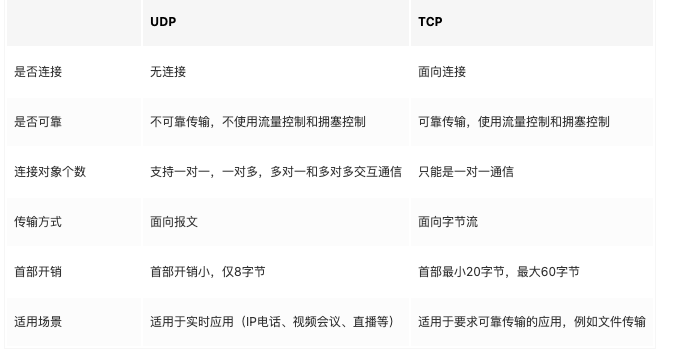 UDP TCP
是否连接 无连接 面向连接
是否可靠 不可靠传输，不使用流量控制和拥塞控制 可靠传输，使用流量控制和拥塞控制
连接对象个数 支持一对一，一对多，多对一和多对多交互通信 只能是一对一通信
传输方式 面向报文 面向字节流
首部开销 首部开销小，仅8字节 首部最小20字节，最大60字节
适用场景 适用于实时应用（IP电话、视频会议、直播等） 适用于要求可靠传输的应用，例如文件传输